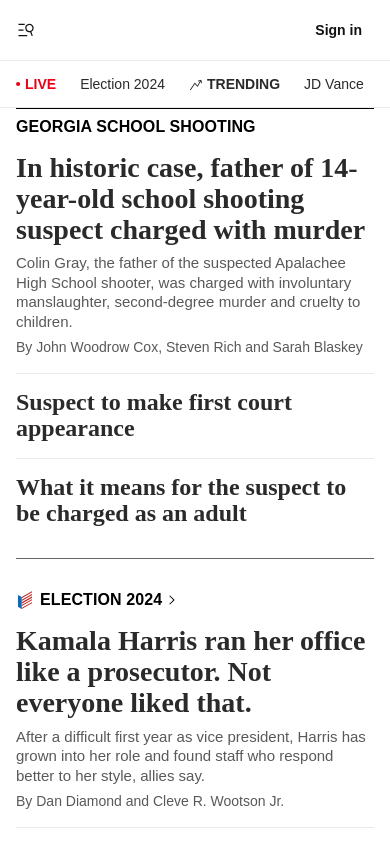 Sign in
LIVE
Election 2024
TRENDING
JD Vance
GEORGIA SCHOOL SHOOTING
In historic case, father of 14-
year-old school shooting
suspect charged with murder
Colin Gray, the father of the suspected Apalachee
High School shooter, was charged with involuntary
manslaughter, second-degree murder and cruelty to
children.
By John Woodrow Cox, Steven Rich and Sarah Blaskey
Suspect to make first court
appearance
What it means for the suspect to
be charged as an adult
ELECTION 2024
Kamala Harris ran her office
like a prosecutor. Not
everyone liked that.
After a difficult first year as vice president, Harris has
grown into her role and found staff who respond
better to her style, allies say.
By Dan Diamond and Cleve R. Wootson Jr.